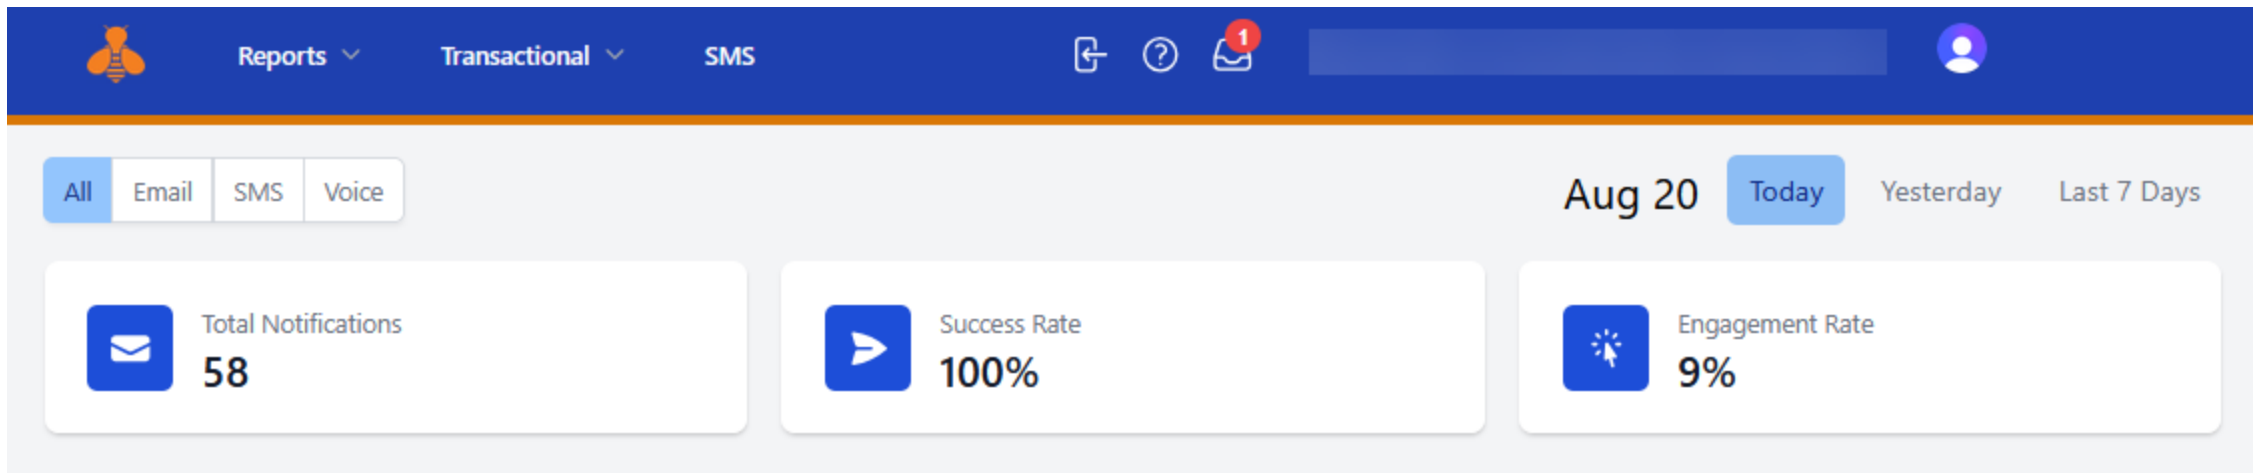 Reports Transactional SMS 1
All Email SMS Voice Aug 20 Today Yesterday Last 7 Days
Total Notifications Success Rate Engagement Rate
58 100% 9%